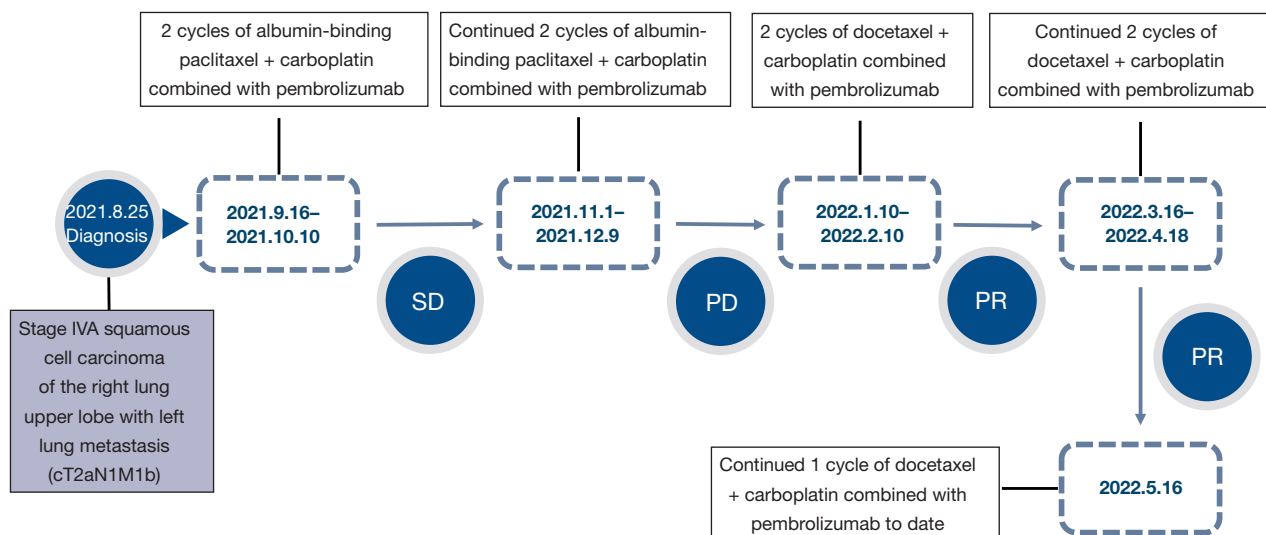 2 cycles of albumin-binding
paclitaxel + carboplatin
combined with pembrolizumab
Continued 2 cycles of albumin-
binding paclitaxel + carboplatin
combined with pembrolizumab
2 cycles of docetaxel +
carboplatin combined
with pembrolizumab
Continued 2 cycles of
docetaxel + carboplatin
combined with pembrolizumab
2021.8.25
Diagnosis
2021.9.16–
2021.10.10
2021.11.1–
2021.12.9
2022.1.10–
2022.2.10
2022.3.16–
2022.4.18
SD
PD
PR
PR
Stage IVA squamous
cell carcinoma
of the right lung
upper lobe with left
lung metastasis
(cT2aN1M1b)
Continued 1 cycle of docetaxel
+ carboplatin combined with
pembrolizumab to date
2022.5.16